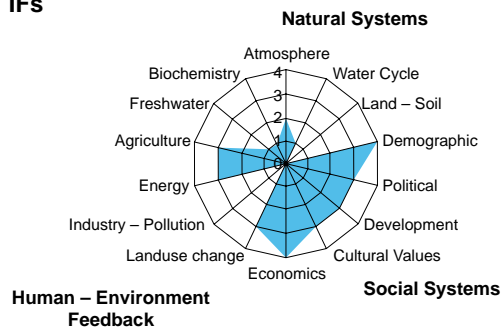 IFs
Natural Systems
Atmosphere
Biochemistry
Water Cycle
Freshwater
Land – Soil
Agriculture
Demographic
Energy
Political
Industry – Pollution
Development
Landuse change
Cultural Values
Economics
4
3
2
1
0
Social Systems
Human – Environment
Feedback